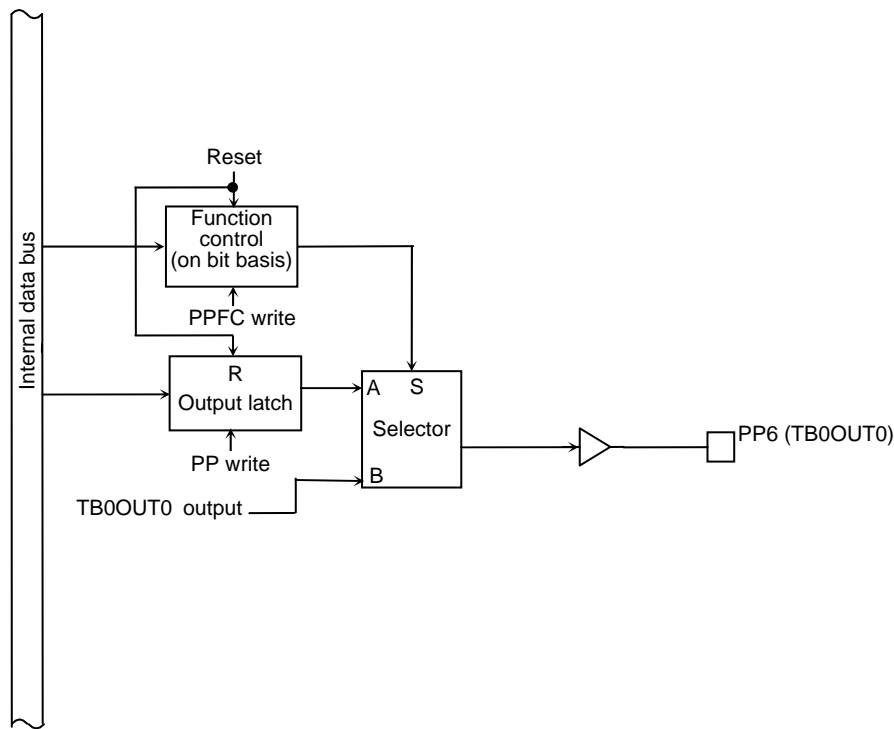 Internal data bus
Reset
Function
control
(on bit basis)
PPFC write
R
Output latch
PP write
A
S
Selector
B
TB0OUT0 output
PP6 (TB0OUT0)